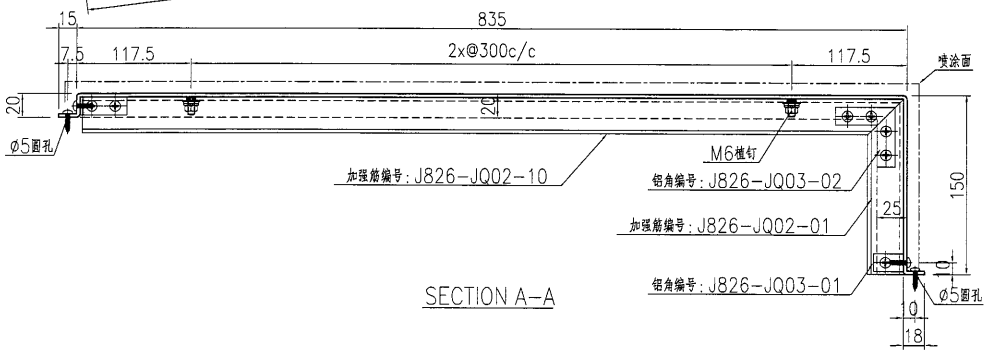 15
835
7.5
117.5
2x@300c/c
117.5
喷涂面
20
20
ø5圆孔
M6植钉
加强筋编号:J826-JQ02-10
铝角编号:J826-JQ03-02
150
25
加强筋编号:J826-JQ02-01
铝角编号:J826-JQ03-01
10
ø5圆孔
SECTION A-A
10
18